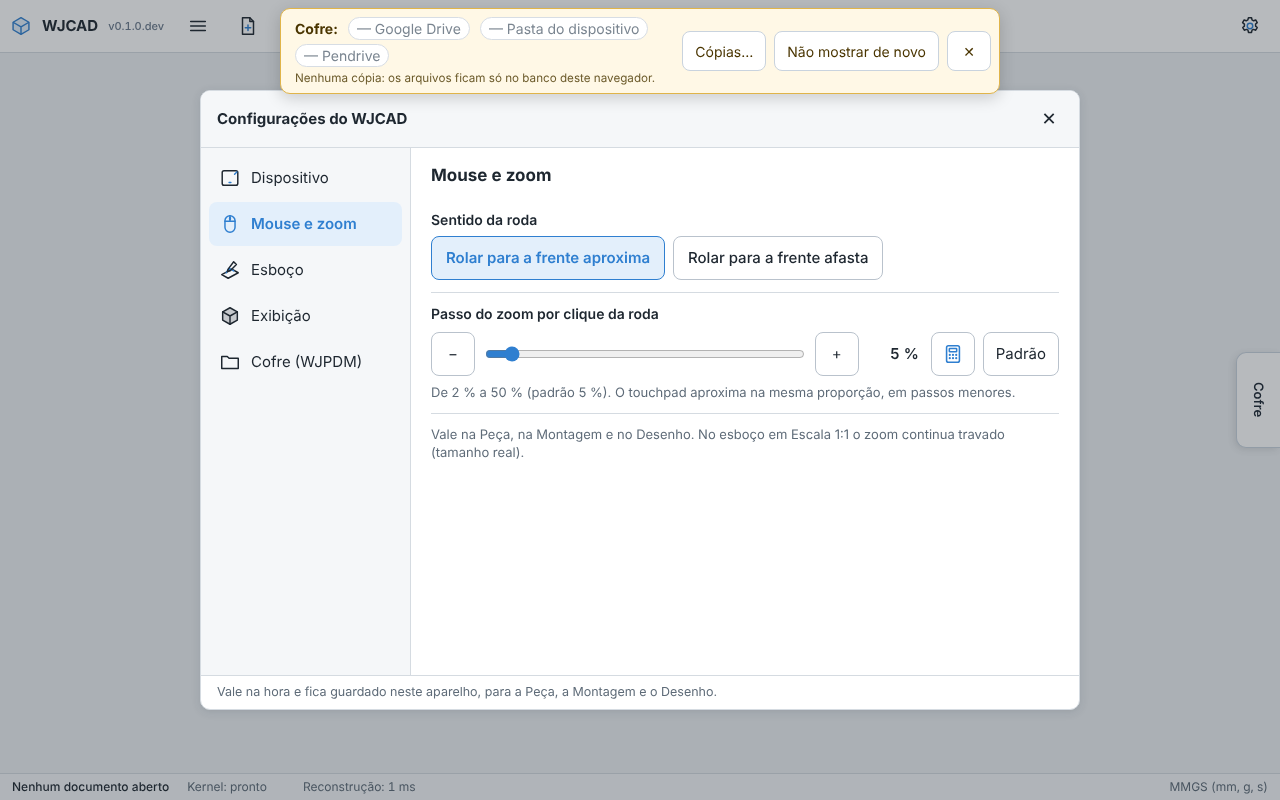 WJCAD v0.1.0.dev
Cofre: — Google Drive — Pasta do dispositivo
— Pendrive
Nenhuma cópia: os arquivos ficam só no banco deste navegador.
Cópias... Não mostrar de novo ×
Configurações do WJCAD ×
Dispositivo
Mouse e zoom
Esboço
Exibição
Cofre (WJPDM)
Mouse e zoom
Sentido da roda
Rolar para a frente aproxima Rolar para a frente afasta
Passo do zoom por clique da roda
– + 5 % Padrão
De 2 % a 50 % (padrão 5 %). O touchpad aproxima na mesma proporção, em passos menores.
Vale na Peça, na Montagem e no Desenho. No esboço em Escala 1:1 o zoom continua travado
(tamanho real).
Vale na hora e fica guardado neste aparelho, para a Peça, a Montagem e o Desenho.
Cofre
Nenhum documento aberto Kernel: pronto Reconstrução: 1 ms MMGS (mm, g, s)